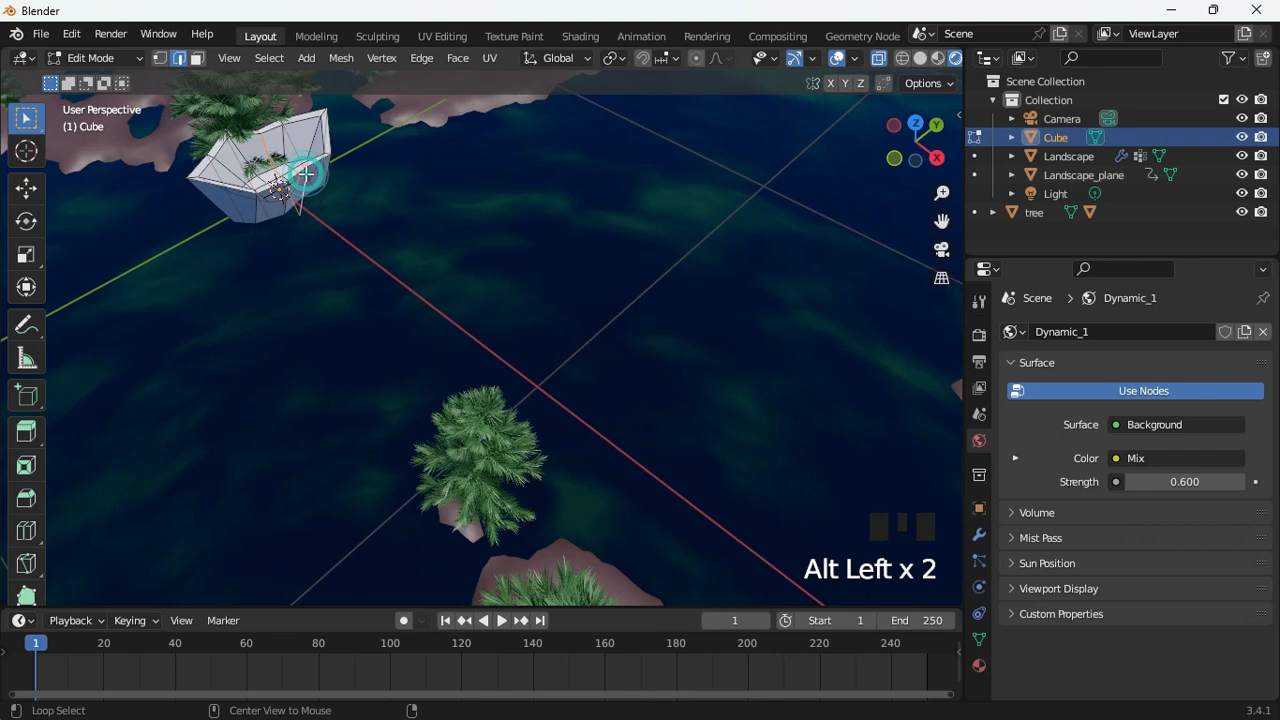 Blender
File Edit Render Window Help Layout Modeling Sculpting UV Editing Texture Paint Shading Animation Rendering Compositing Geometry Node Scene ViewLayer
Edit Mode View Select Add Mesh Vertex Edge Face UV Global
X Y Z Options
User Perspective
(1) Cube
Z Y X
Scene Collection
Collection
Camera
Cube
Landscape
Landscape_plane
Light
tree
Scene Dynamic_1
Dynamic_1
Surface
Use Nodes
Surface Background
Color Mix
Strength 0.600
Volume
Mist Pass
Sun Position
Viewport Display
Custom Properties
Alt Left x 2
Playback Keying View Marker 1 Start 1 End 250
1 20 40 60 80 100 120 140 160 180 200 220 240
Loop Select Center View to Mouse 3.4.1